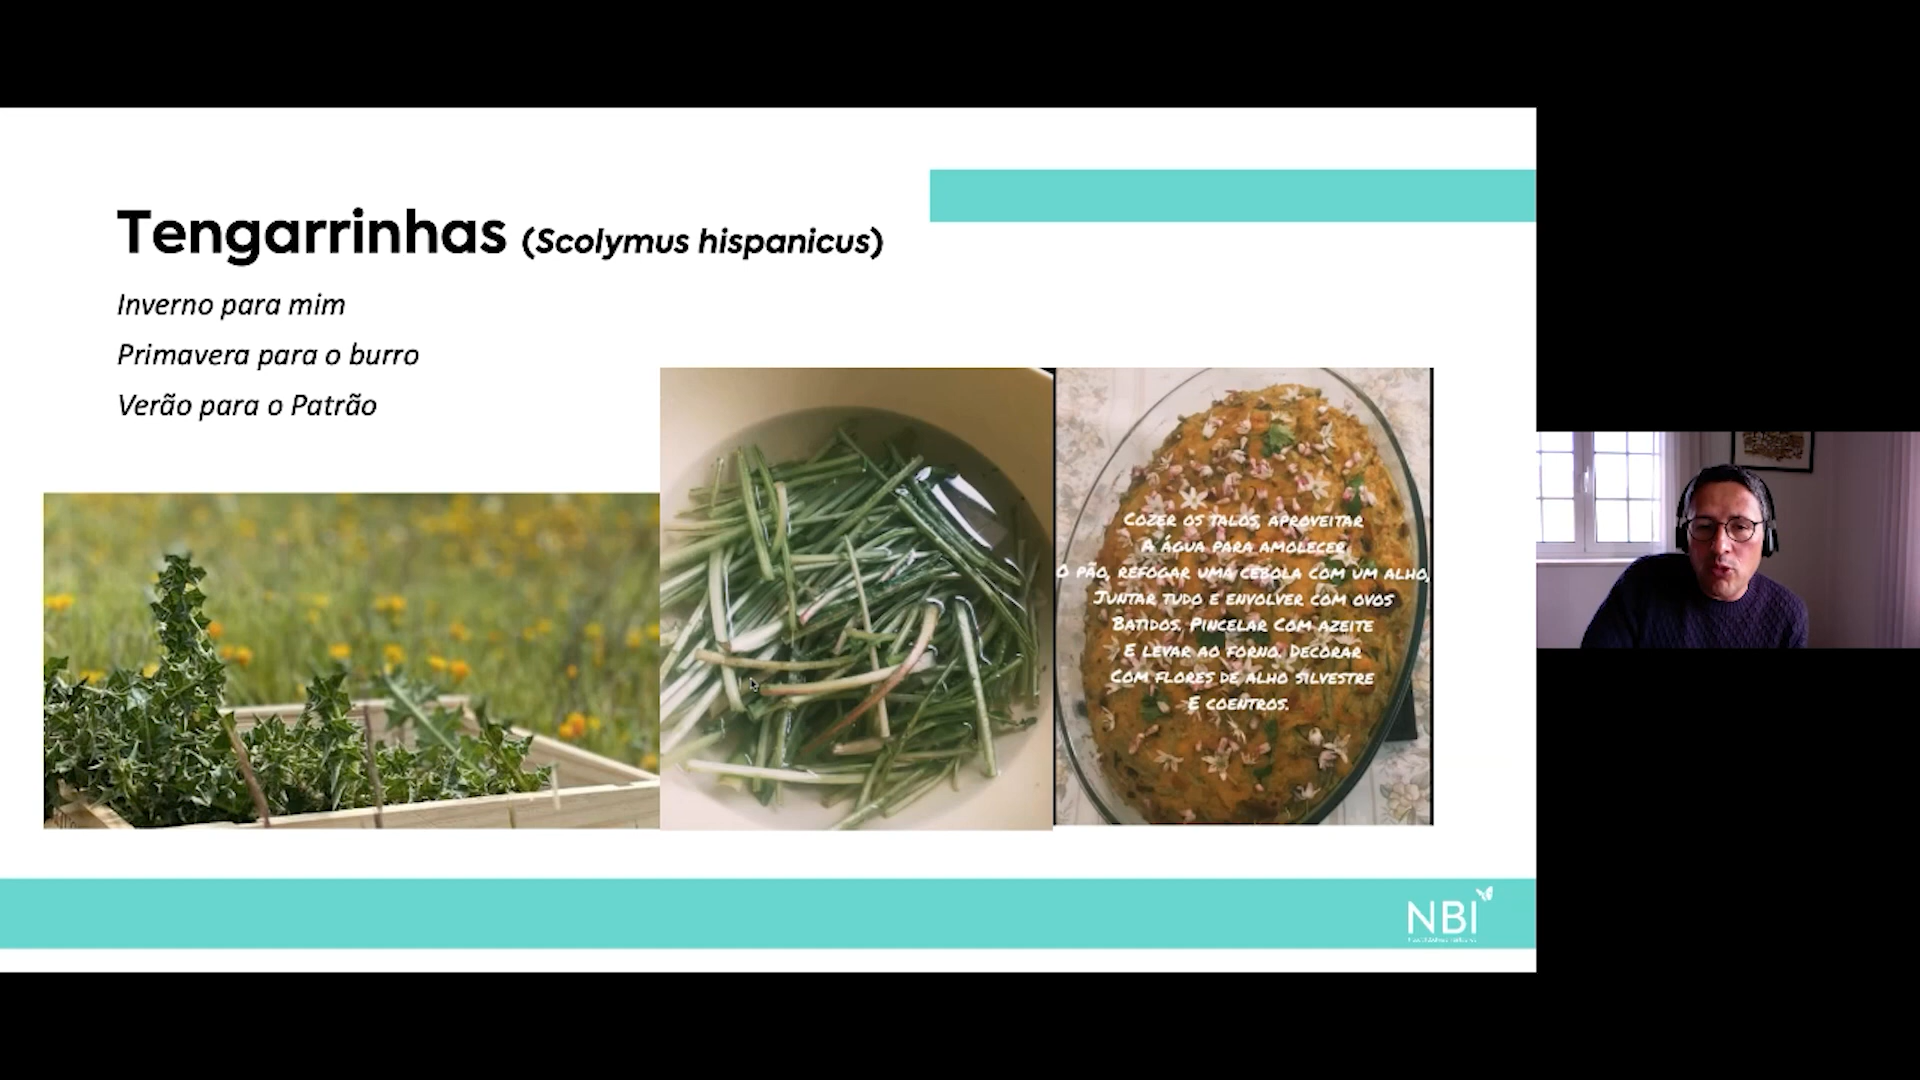 Tengarrinhas (Scolymus hispanicus)
Inverno para mim
Primavera para o burro
Verão para o Patrão
Cozer os talos, aproveitar
a água para amolecer
o pão, refogar uma cebola com um alho,
Juntar tudo e envolver com ovos
Batidos. Pincelar Com azeite
e levar ao forno. Decorar
com flores de alho silvestre
e coentros.
NBI